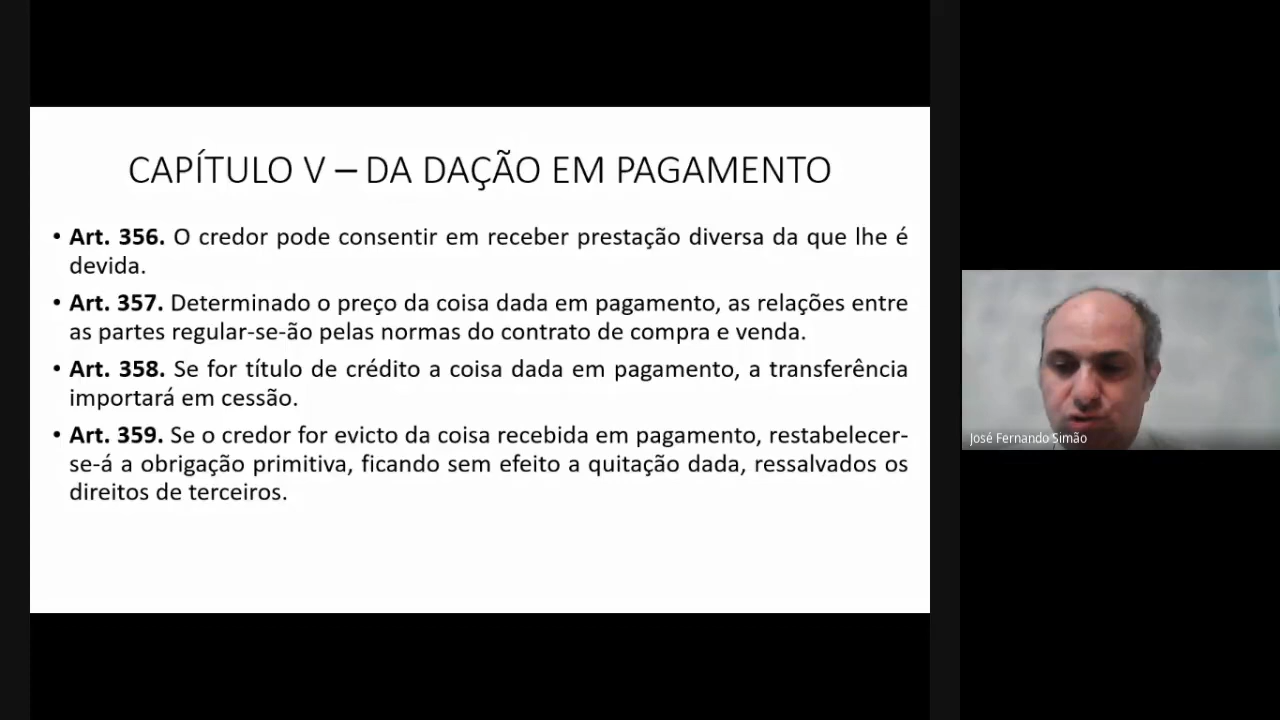 CAPÍTULO V – DA DAÇÃO EM PAGAMENTO
• Art. 356. O credor pode consentir em receber prestação diversa da que lhe é
devida.
• Art. 357. Determinado o preço da coisa dada em pagamento, as relações entre
as partes regular-se-ão pelas normas do contrato de compra e venda.
• Art. 358. Se for título de crédito a coisa dada em pagamento, a transferência
importará em cessão.
• Art. 359. Se o credor for evicto da coisa recebida em pagamento, restabelecer-
se-á a obrigação primitiva, ficando sem efeito a quitação dada, ressalvados os
direitos de terceiros.
José Fernando Simão